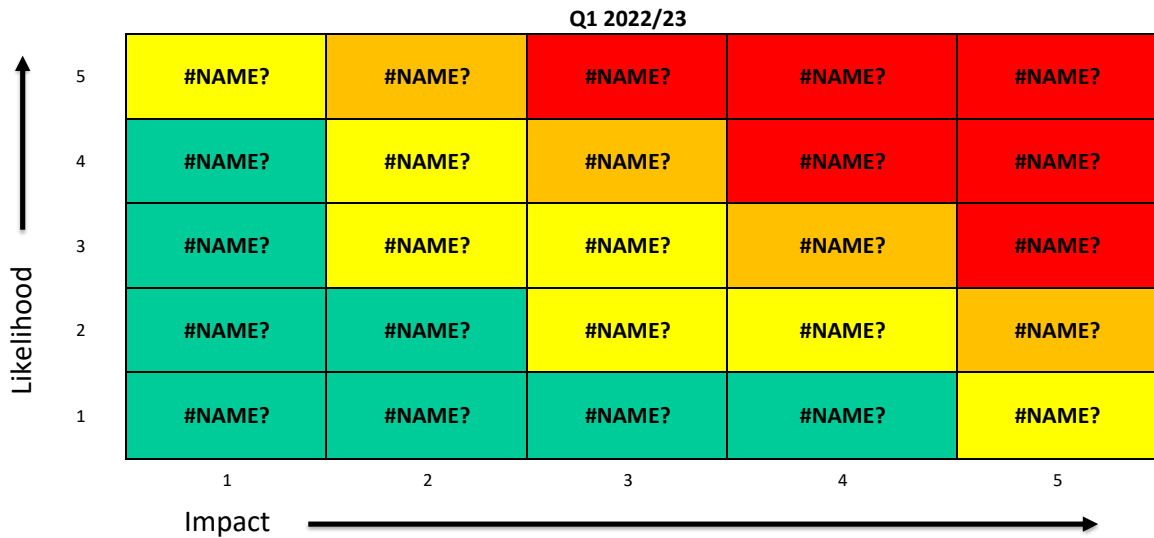 Q1 2022/23
5 #NAME? #NAME? #NAME? #NAME? #NAME?
4 #NAME? #NAME? #NAME? #NAME? #NAME?
3 #NAME? #NAME? #NAME? #NAME? #NAME?
2 #NAME? #NAME? #NAME? #NAME? #NAME?
1 #NAME? #NAME? #NAME? #NAME? #NAME?
Likelihood
1 2 3 4 5
Impact